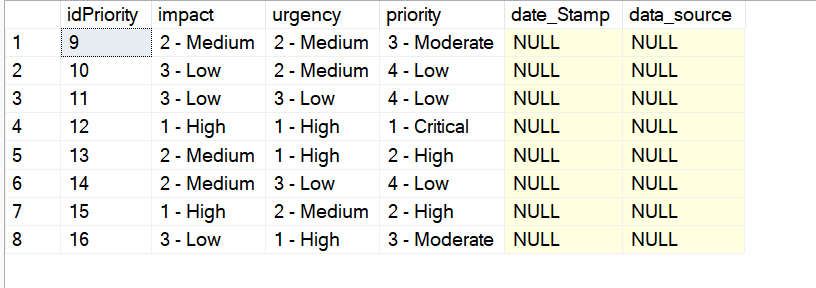 idPriority impact urgency priority date_Stamp data_source
1 9 2 - Medium 2 - Medium 3 - Moderate NULL NULL
2 10 3 - Low 2 - Medium 4 - Low NULL NULL
3 11 3 - Low 3 - Low 4 - Low NULL NULL
4 12 1 - High 1 - High 1 - Critical NULL NULL
5 13 2 - Medium 1 - High 2 - High NULL NULL
6 14 2 - Medium 3 - Low 4 - Low NULL NULL
7 15 1 - High 2 - Medium 2 - High NULL NULL
8 16 3 - Low 1 - High 3 - Moderate NULL NULL